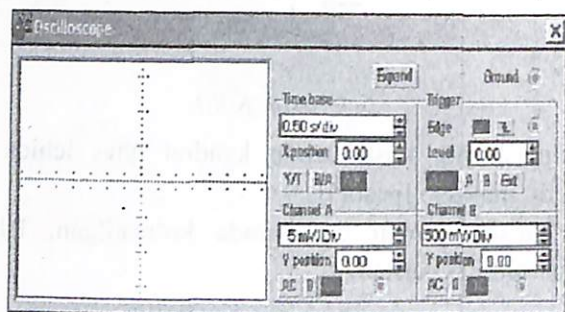 Oscilloscope
Expand Ground
Time base Trigger
0.50 s/div Edge
Xposition 0.00 Level 0.00
Y/T B/A A B Ext
Channel A Channel B
5 mV/Div 500 mV/Div
Y position 0.00 Y position 0.00
AC 0 AC 0